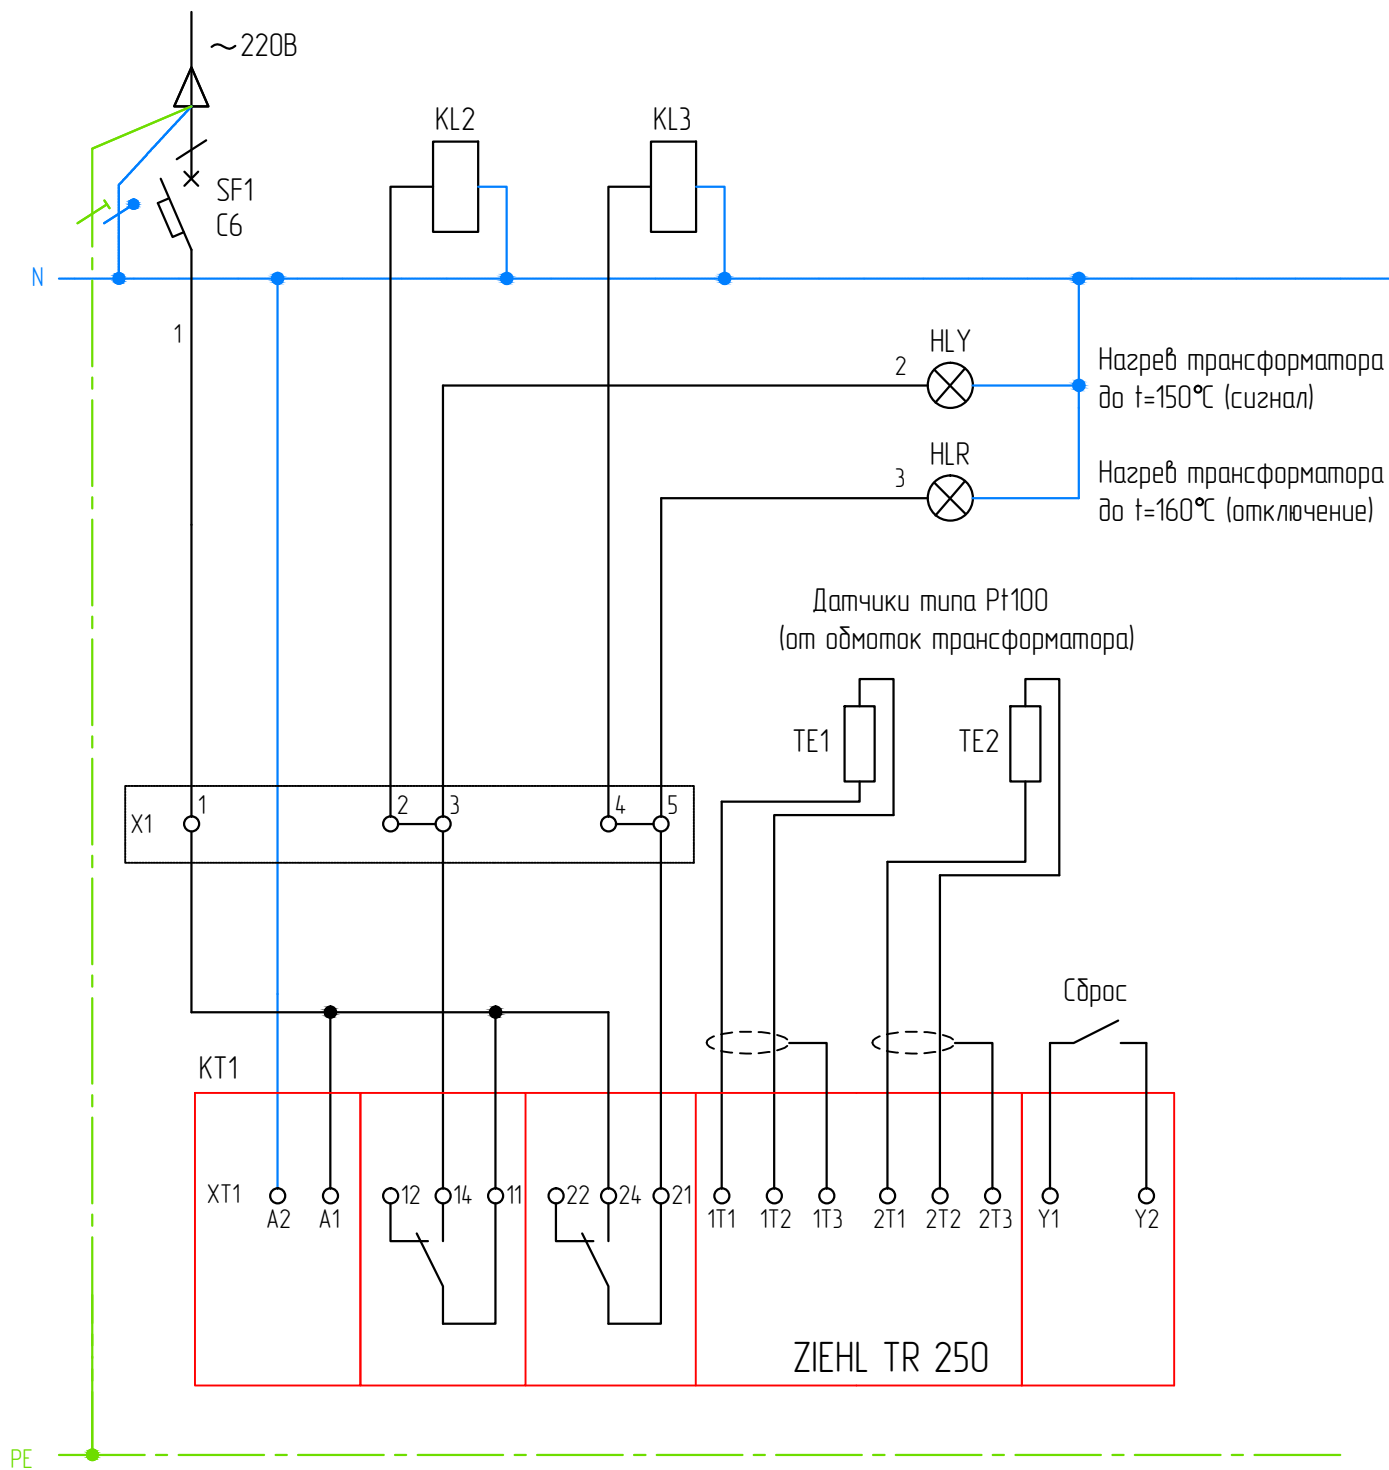 ~220В
KL2
KL3
SF1
C6
N
1
HLY
2
Нагрев трансформатора
до t=150°C (сигнал)
HLR
3
Нагрев трансформатора
до t=160°C (отключение)
Датчики типа Pt100
(от обмоток трансформатора)
TE1
TE2
X1
1
2
3
4
5
Сброс
KT1
XT1
A2
A1
12
14
11
22
24
21
1T1
1T2
1T3
2T1
2T2
2T3
Y1
Y2
ZIEHL TR 250
PE